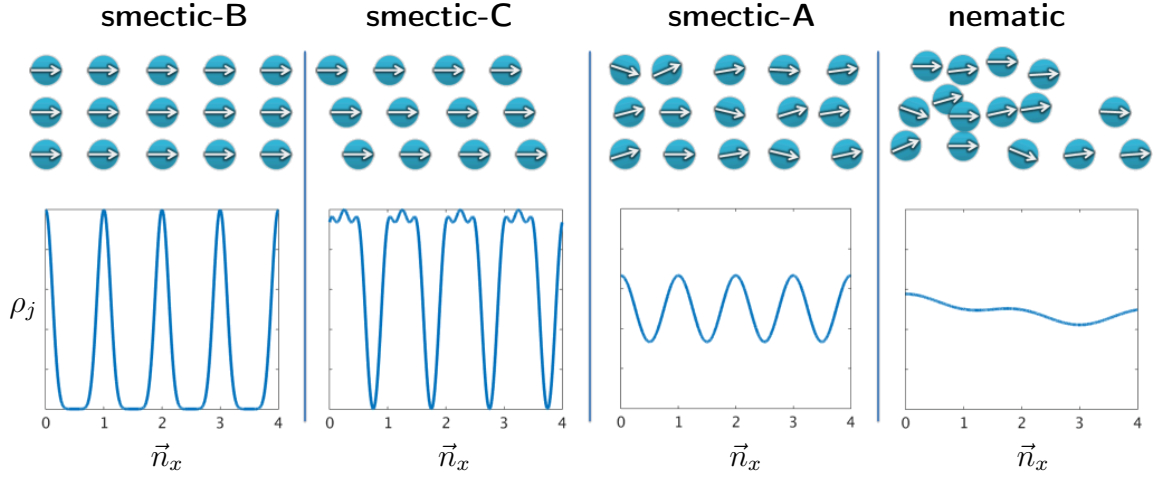 smectic-B smectic-C smectic-A nematic
ρ_j
0 1 2 3 4 0 1 2 3 4 0 1 2 3 4 0 1 2 3 4
n⃗_x n⃗_x n⃗_x n⃗_x